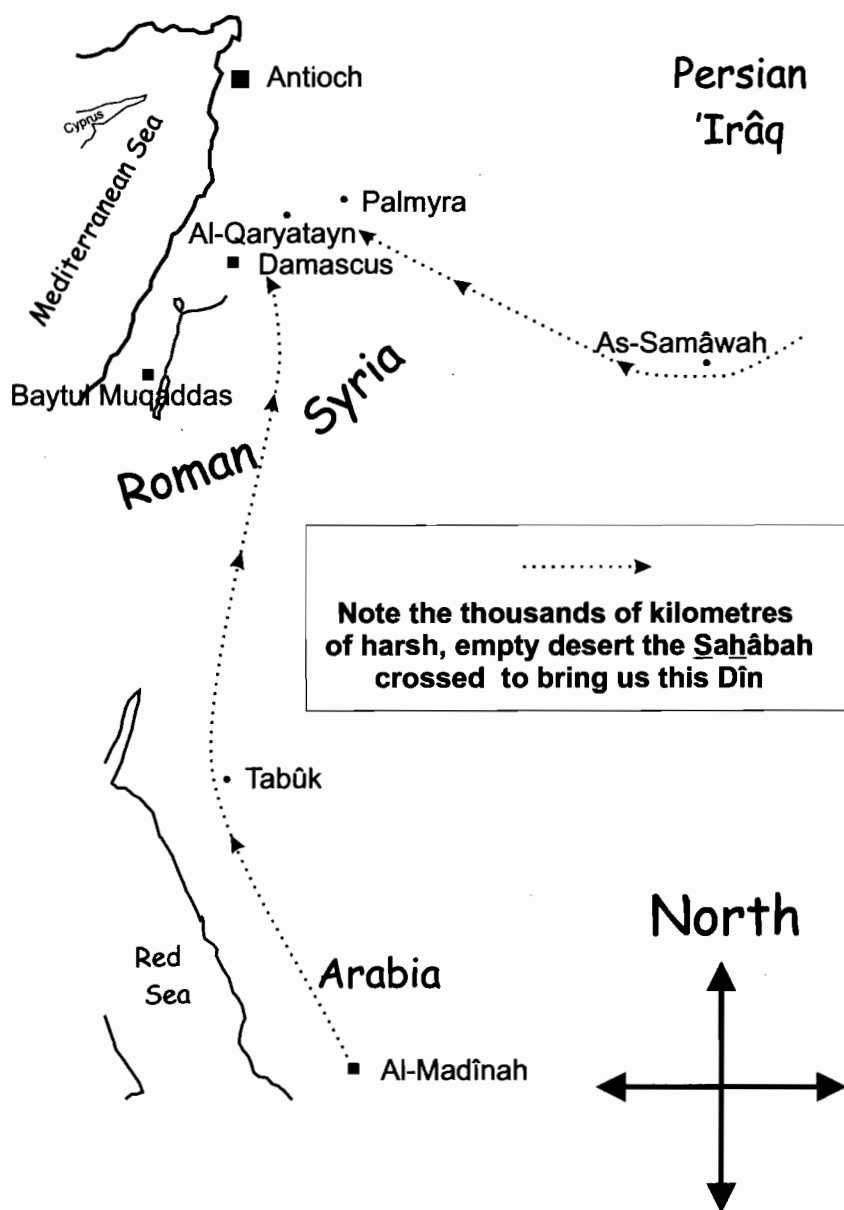 Antioch
Persian
'Irâq
Cyprus
Mediterranean Sea
Palmyra
Al-Qaryatayn
Damascus
As-Samâwah
Baytul Muqaddas
Roman Syria
Note the thousands of kilometres
of harsh, empty desert the S̲ah̲âbah
crossed to bring us this Dîn
Tabûk
North
Red
Sea
Arabia
Al-Madînah